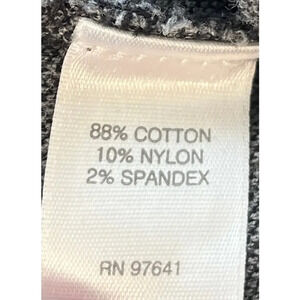 88% COTTON
10% NYLON
2% SPANDEX
RN 97641